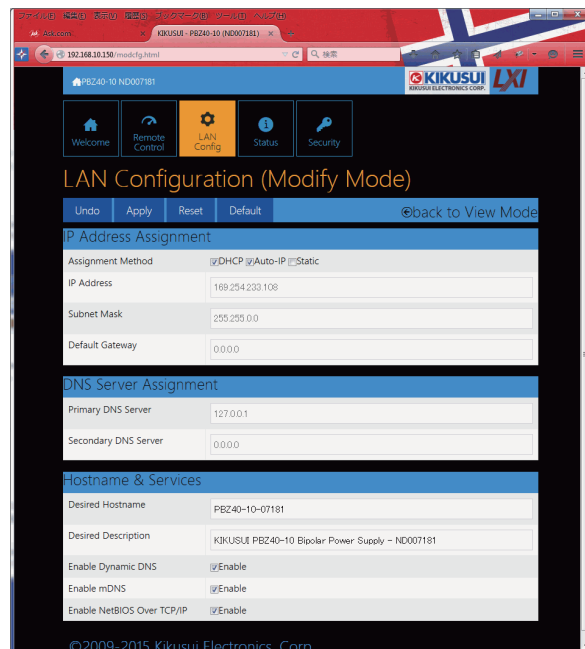 ファイル(F) 編集(E) 表示(V) 履歴(S) ブックマーク(B) ツール(T) ヘルプ(H)
Ask.com × KIKUSUI - PBZ40-10 (ND007181) × +
192.168.10.150/modcfg.html 検索
PBZ40-10 ND007181
KIKUSUI LXI
KIKUSUI ELECTRONICS CORP.
Welcome Remote Control LAN Config Status Security
LAN Configuration (Modify Mode)
Undo Apply Reset Default back to View Mode
IP Address Assignment
Assignment Method DHCP Auto-IP Static
IP Address 169.254.233.108
Subnet Mask 255.255.0.0
Default Gateway 0.0.0.0
DNS Server Assignment
Primary DNS Server 127.0.0.1
Secondary DNS Server 0.0.0.0
Hostname & Services
Desired Hostname PBZ40-10-07181
Desired Description KIKUSUI PBZ40-10 Bipolar Power Supply - ND007181
Enable Dynamic DNS Enable
Enable mDNS Enable
Enable NetBIOS Over TCP/IP Enable
©2009-2015 Kikusui Electronics Corp.